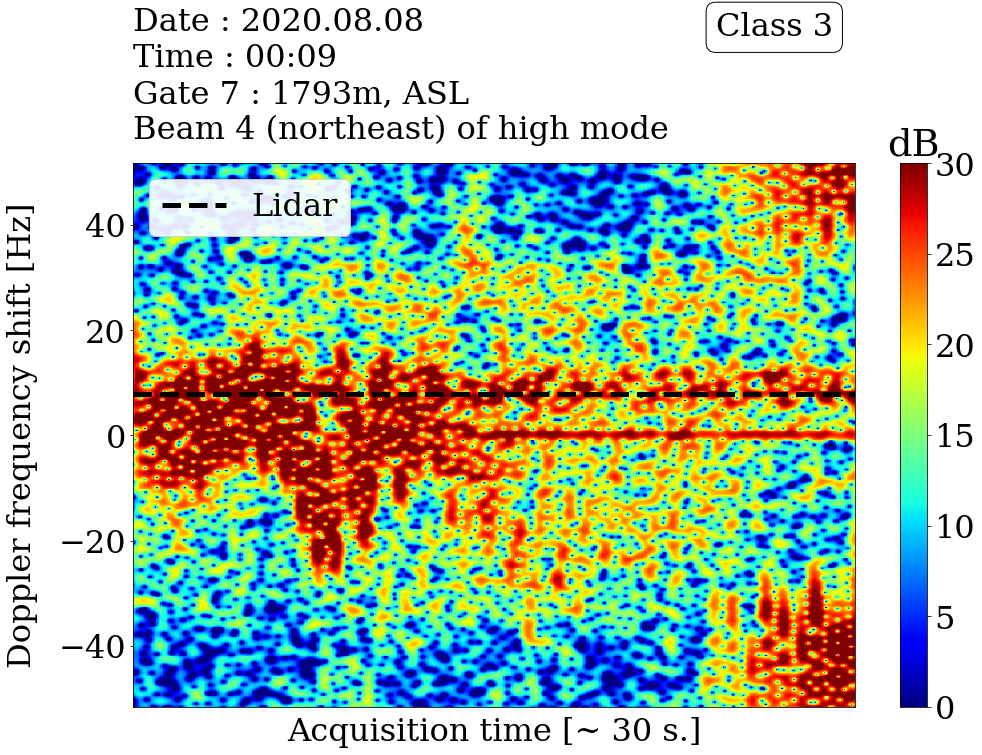 Date : 2020.08.08
Time : 00:09
Gate 7 : 1793m, ASL
Beam 4 (northeast) of high mode
Class 3
dB
Lidar
Doppler frequency shift [Hz]
40
20
0
−20
−40
30
25
20
15
10
5
0
Acquisition time [~ 30 s.]